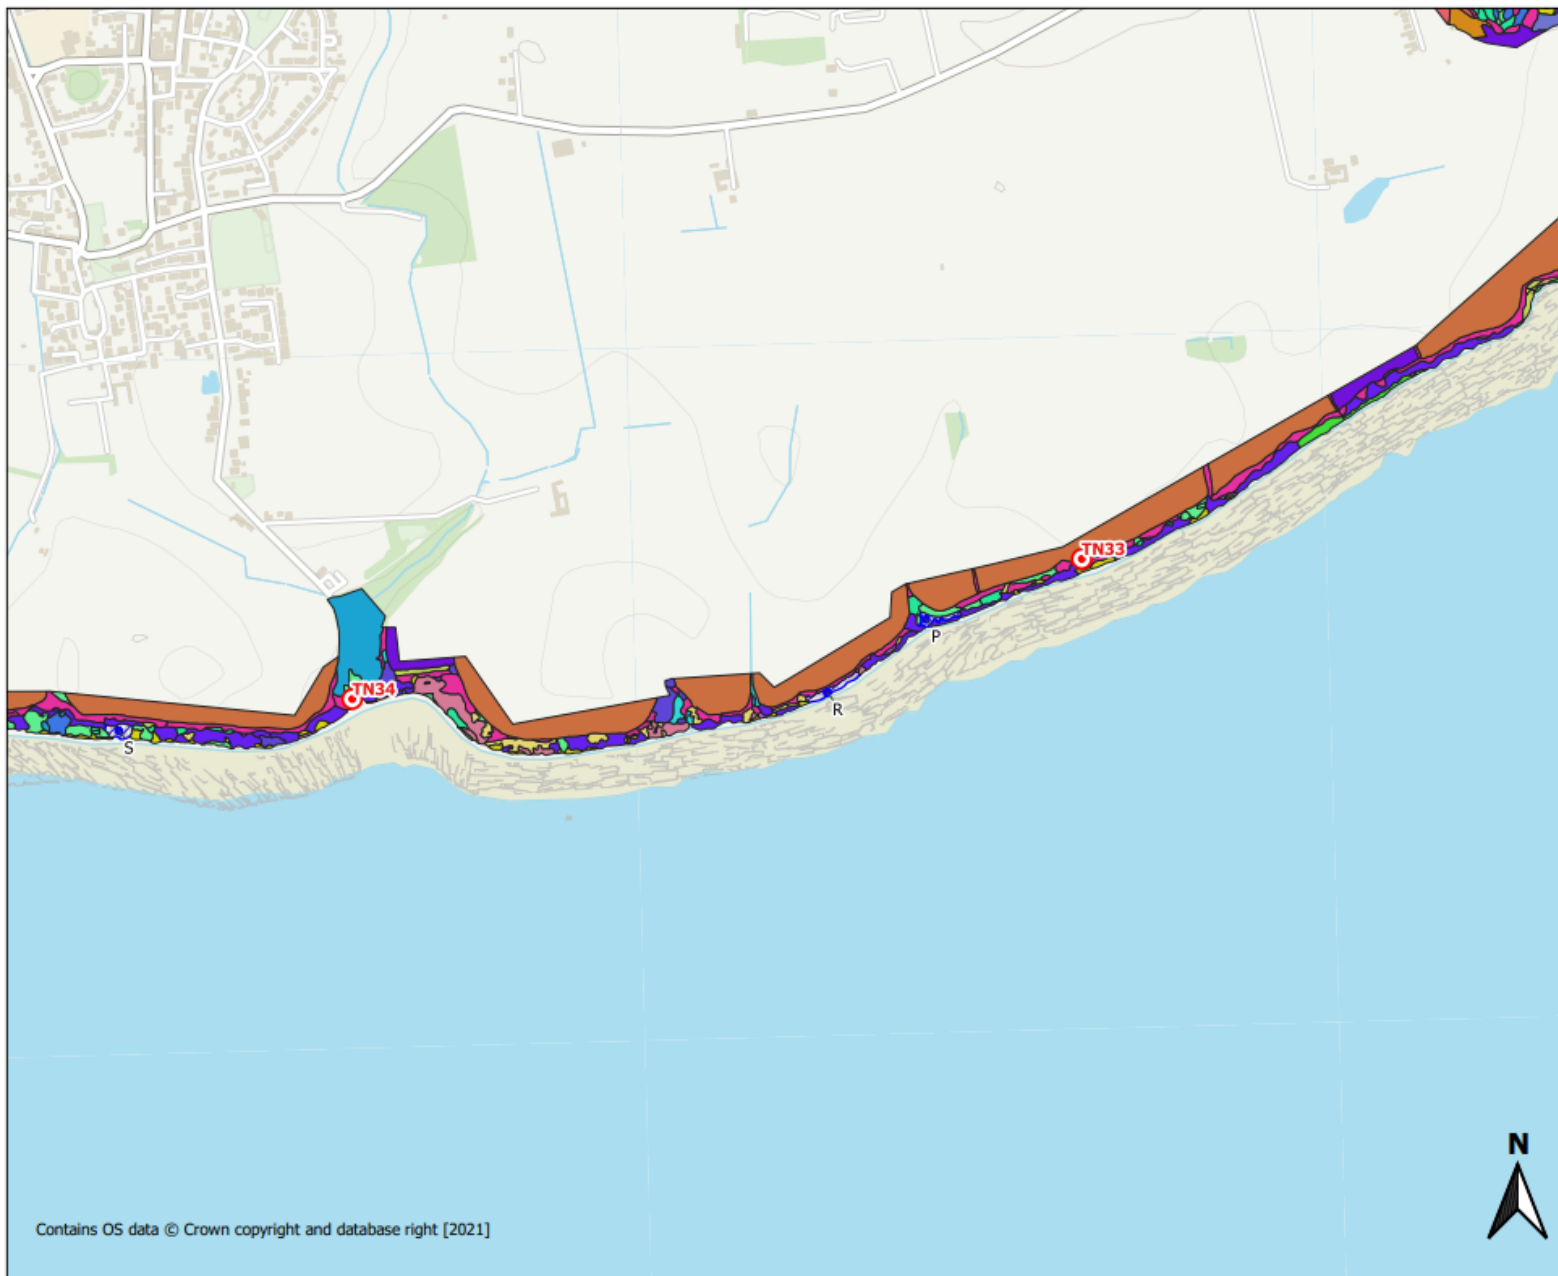 TN33
P
TN34
R
S
N
Contains OS data © Crown copyright and database right [2021]